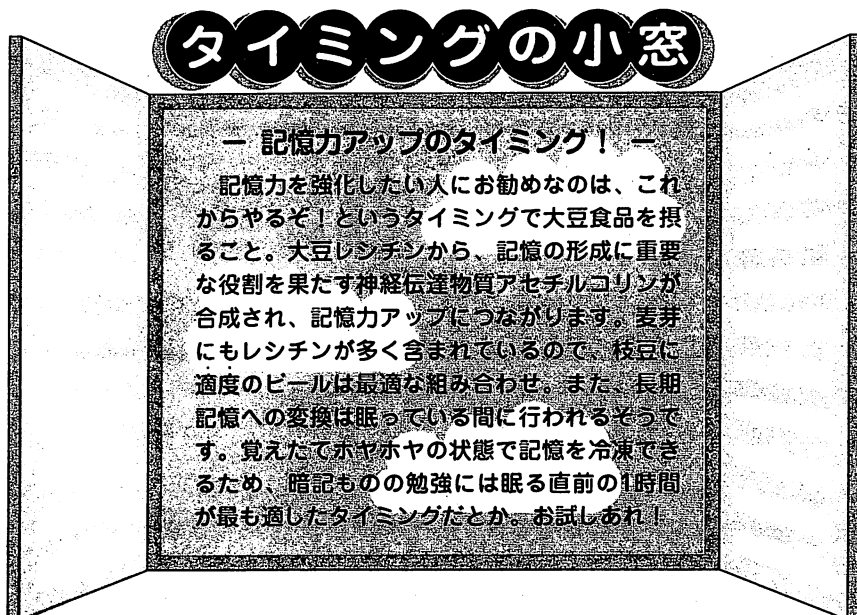 タイミングの小窓
― 記憶力アップのタイミング！ ―
記憶力を強化したい人にお勧めなのは、これ
からやるぞ！というタイミングで大豆食品を摂
ること。大豆レシチンから、記憶の形成に重要
な役割を果たす神経伝達物質アセチルコリンが
合成され、記憶力アップにつながります。麦芽
にもレシチンが多く含まれているので、枝豆に
適度のビールは最適な組み合わせ。また、長期
記憶への変換は眠っている間に行われるそうで
す。覚えたてホヤホヤの状態で記憶を冷凍でき
るため、暗記ものの勉強には眠る直前の1時間
が最も適したタイミングだとか。お試しあれ！